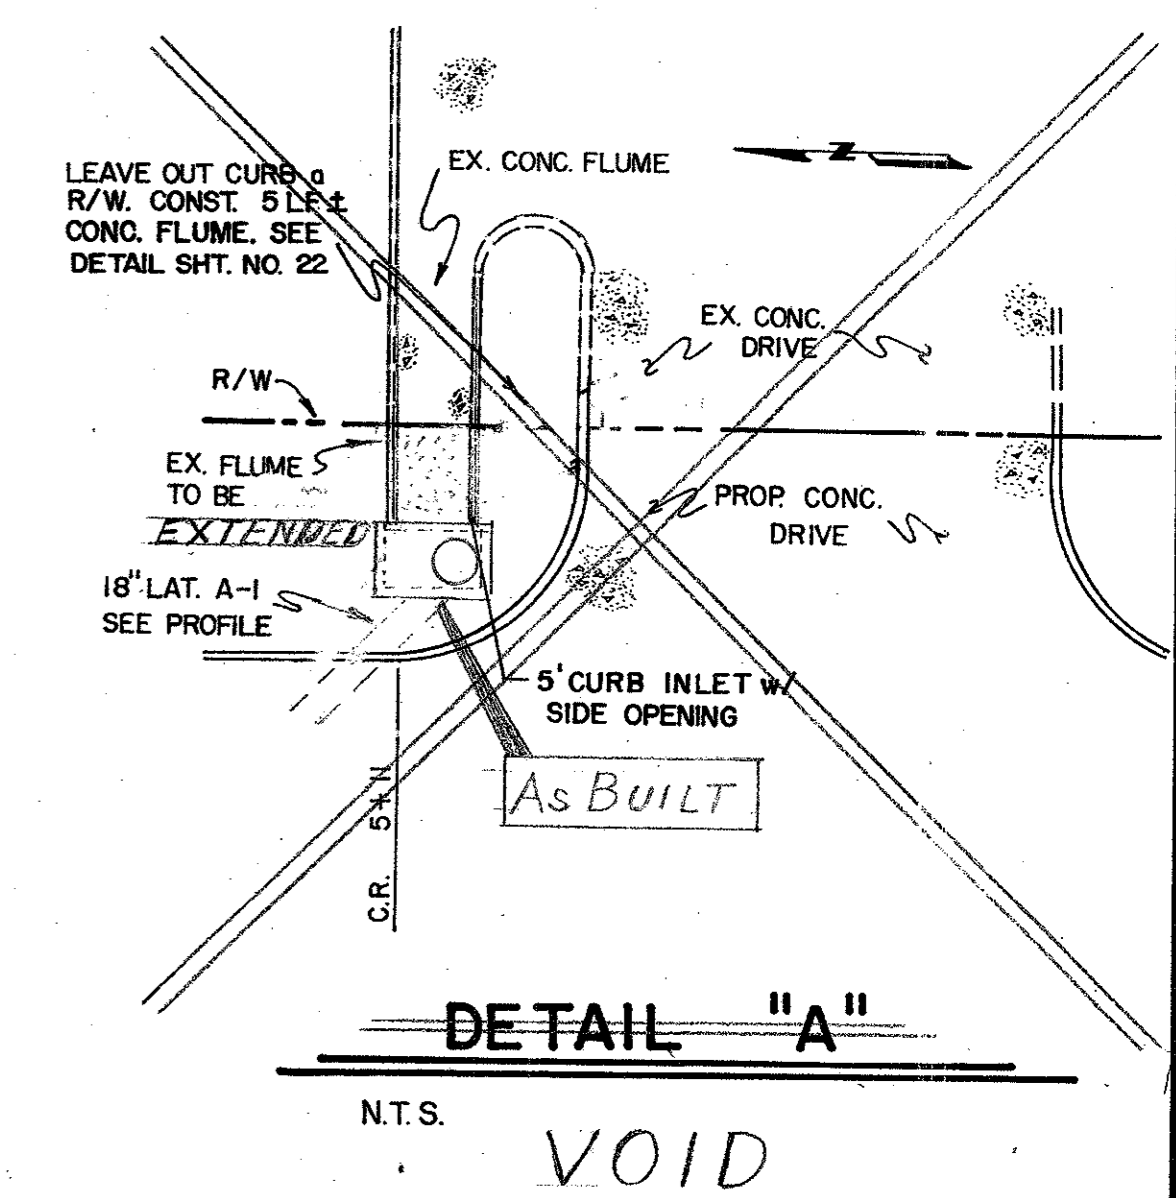 LEAVE OUT CURB a
R/W. CONST. 5 LF ±
CONC. FLUME. SEE
DETAIL SHT. NO. 22
EX. CONC. FLUME
Z
EX. CONC.
DRIVE
R/W
EX. FLUME
TO BE
EXTENDED
PROP. CONC.
DRIVE
18" LAT. A-1
SEE PROFILE
5' CURB INLET w/
SIDE OPENING
As BUILT
C.R. 5+N
DETAIL "A"
N.T.S.
VOID